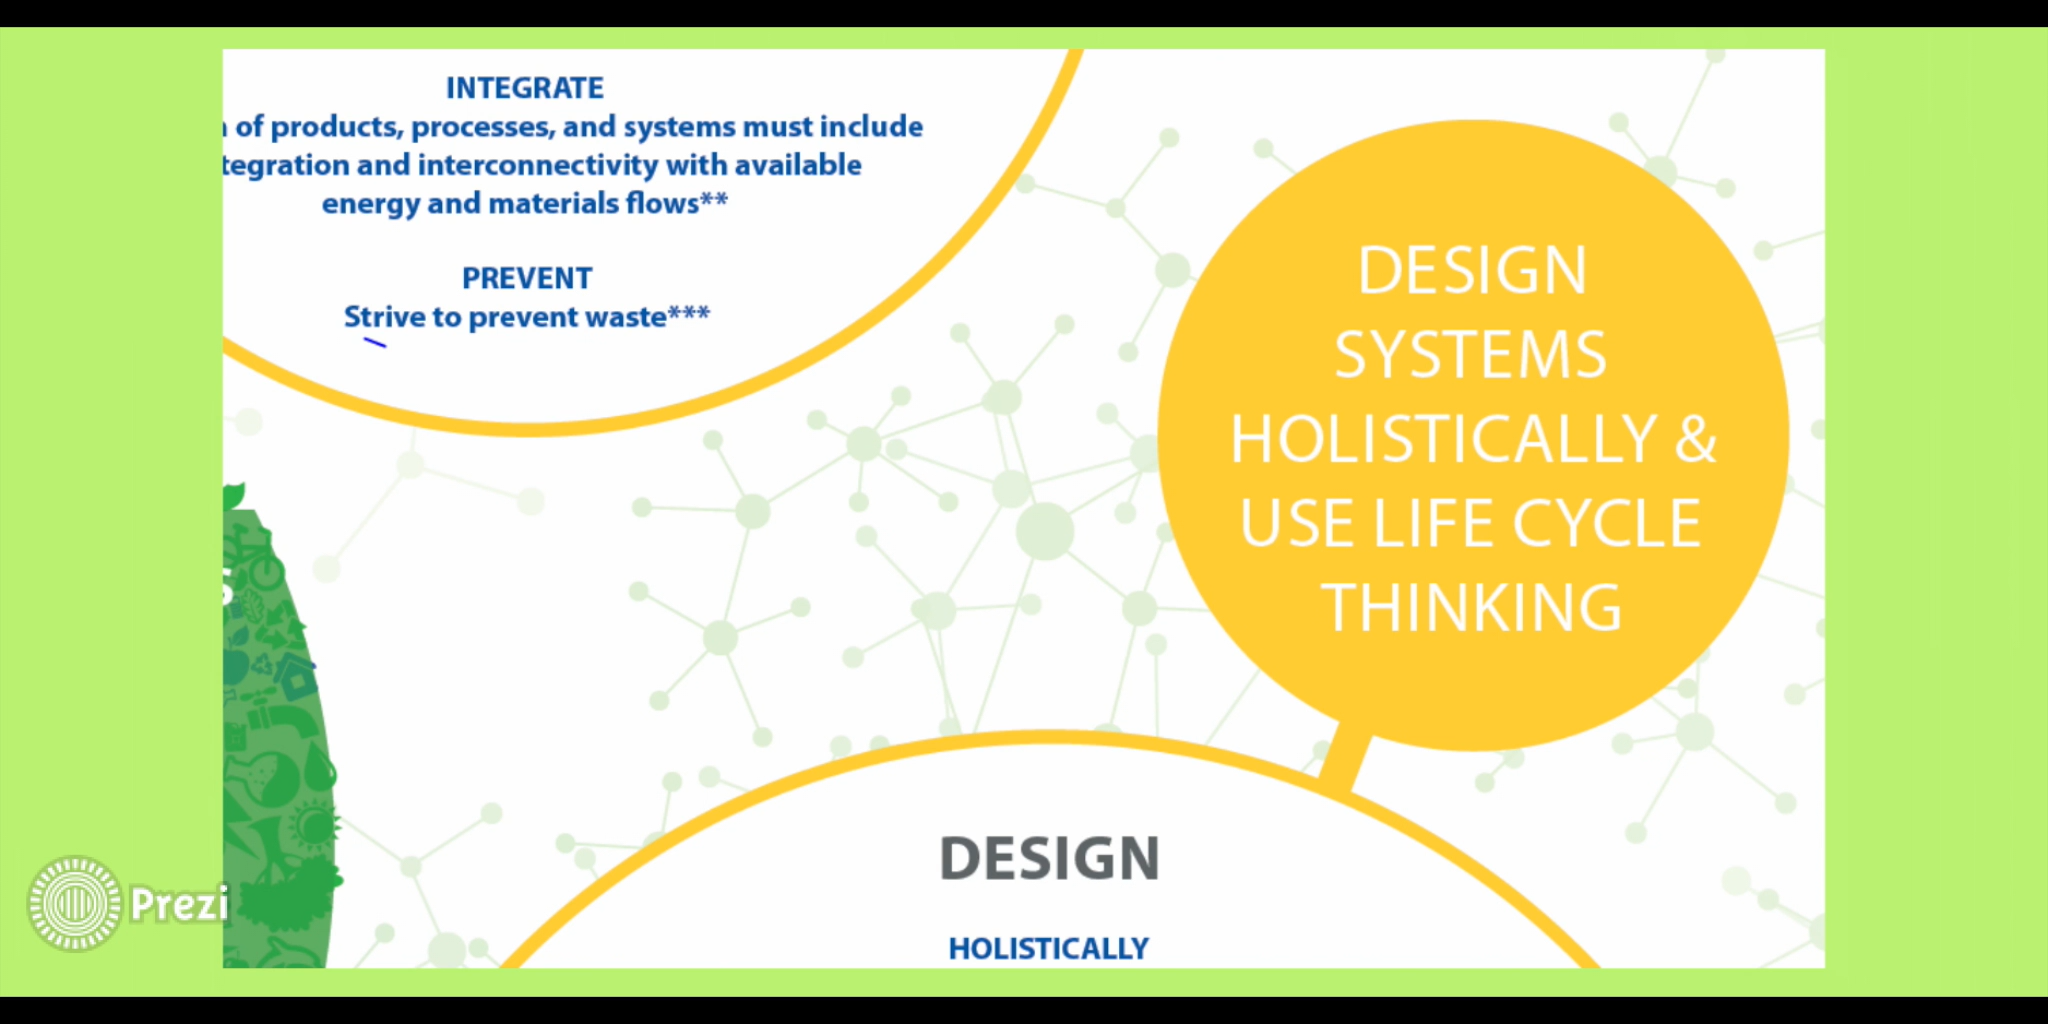 INTEGRATE
of products, processes, and systems must include
tegration and interconnectivity with available
energy and materials flows**
PREVENT
Strive to prevent waste***
DESIGN
SYSTEMS
HOLISTICALLY &
USE LIFE CYCLE
THINKING
S
DESIGN
HOLISTICALLY
Prezi